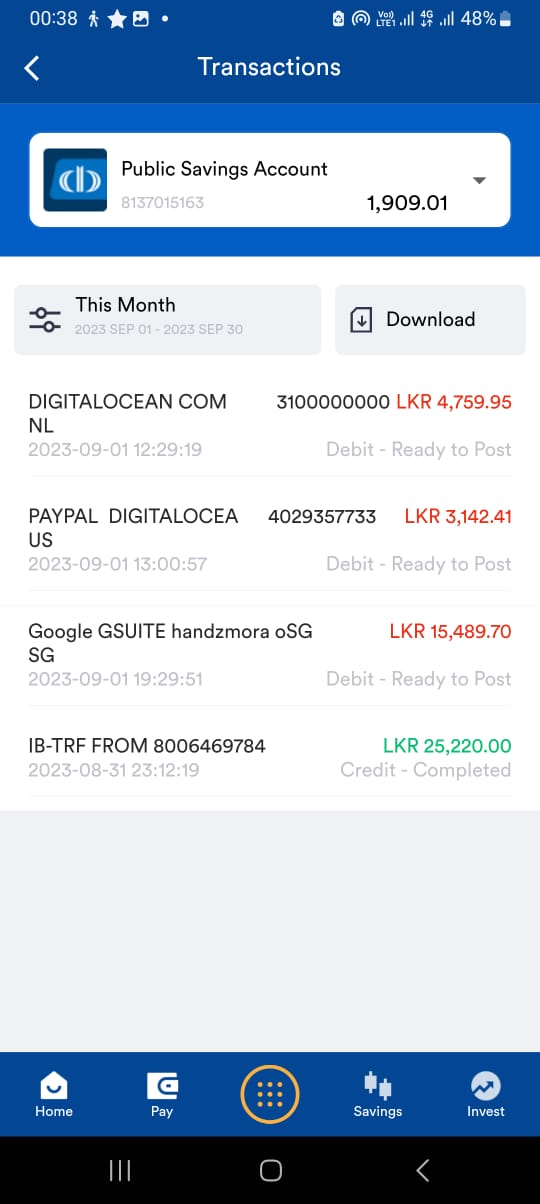 00:38 Vo)) LTE1 4G 48%
Transactions
Public Savings Account
8137015163 1,909.01
This Month
2023 SEP 01 - 2023 SEP 30
Download
DIGITALOCEAN COM 3100000000 LKR 4,759.95
NL
2023-09-01 12:29:19 Debit - Ready to Post
PAYPAL DIGITALOCEA 4029357733 LKR 3,142.41
US
2023-09-01 13:00:57 Debit - Ready to Post
Google GSUITE handzmora oSG LKR 15,489.70
SG
2023-09-01 19:29:51 Debit - Ready to Post
IB-TRF FROM 8006469784 LKR 25,220.00
2023-08-31 23:12:19 Credit - Completed
Home Pay Savings Invest